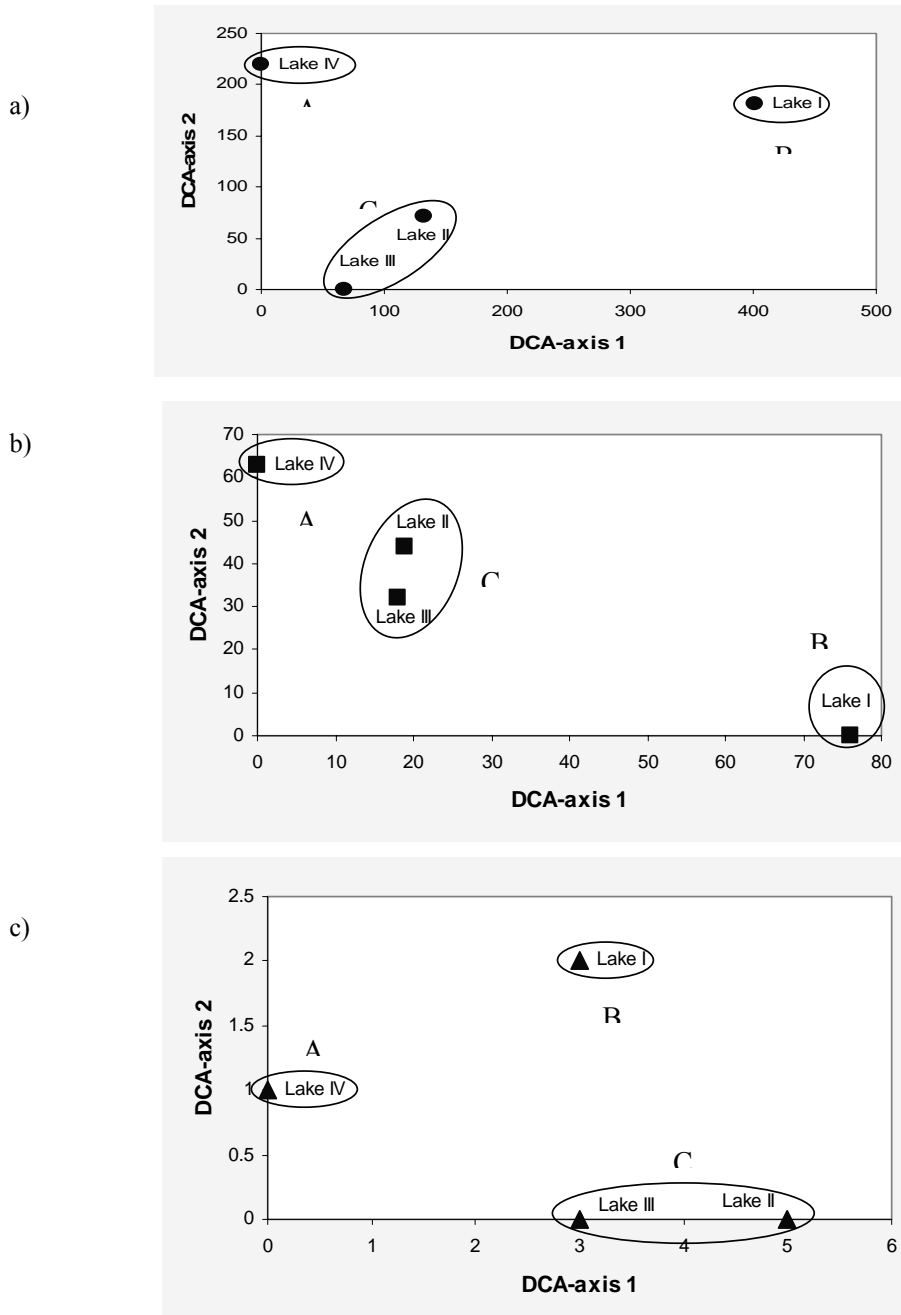 a)
250
200
150
100
50
0
DCA-axis 2
Lake IV
Lake I
A
B
C
Lake II
Lake III
0 100 200 300 400 500
DCA-axis 1
b)
70
60
50
40
30
20
10
0
DCA-axis 2
Lake IV
A
Lake II
C
Lake III
B
Lake I
0 10 20 30 40 50 60 70 80
DCA-axis 1
c)
2.5
2
1.5
1
0.5
0
DCA-axis 2
Lake I
B
A
Lake IV
C
Lake III Lake II
0 1 2 3 4 5 6
DCA-axis 1